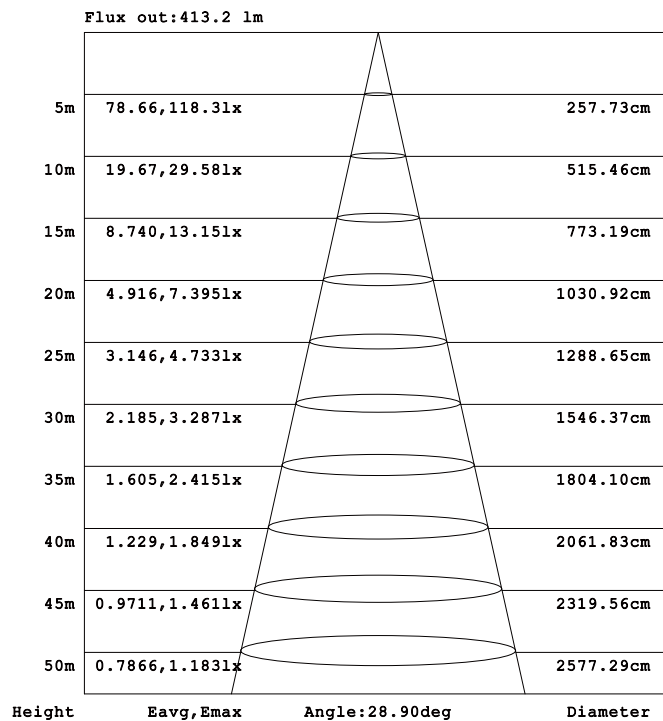 Flux out:413.2 lm
5m 78.66,118.3lx 257.73cm
10m 19.67,29.58lx 515.46cm
15m 8.740,13.15lx 773.19cm
20m 4.916,7.395lx 1030.92cm
25m 3.146,4.733lx 1288.65cm
30m 2.185,3.287lx 1546.37cm
35m 1.605,2.415lx 1804.10cm
40m 1.229,1.849lx 2061.83cm
45m 0.9711,1.461lx 2319.56cm
50m 0.7866,1.183lx 2577.29cm
Height Eavg,Emax Angle:28.90deg Diameter